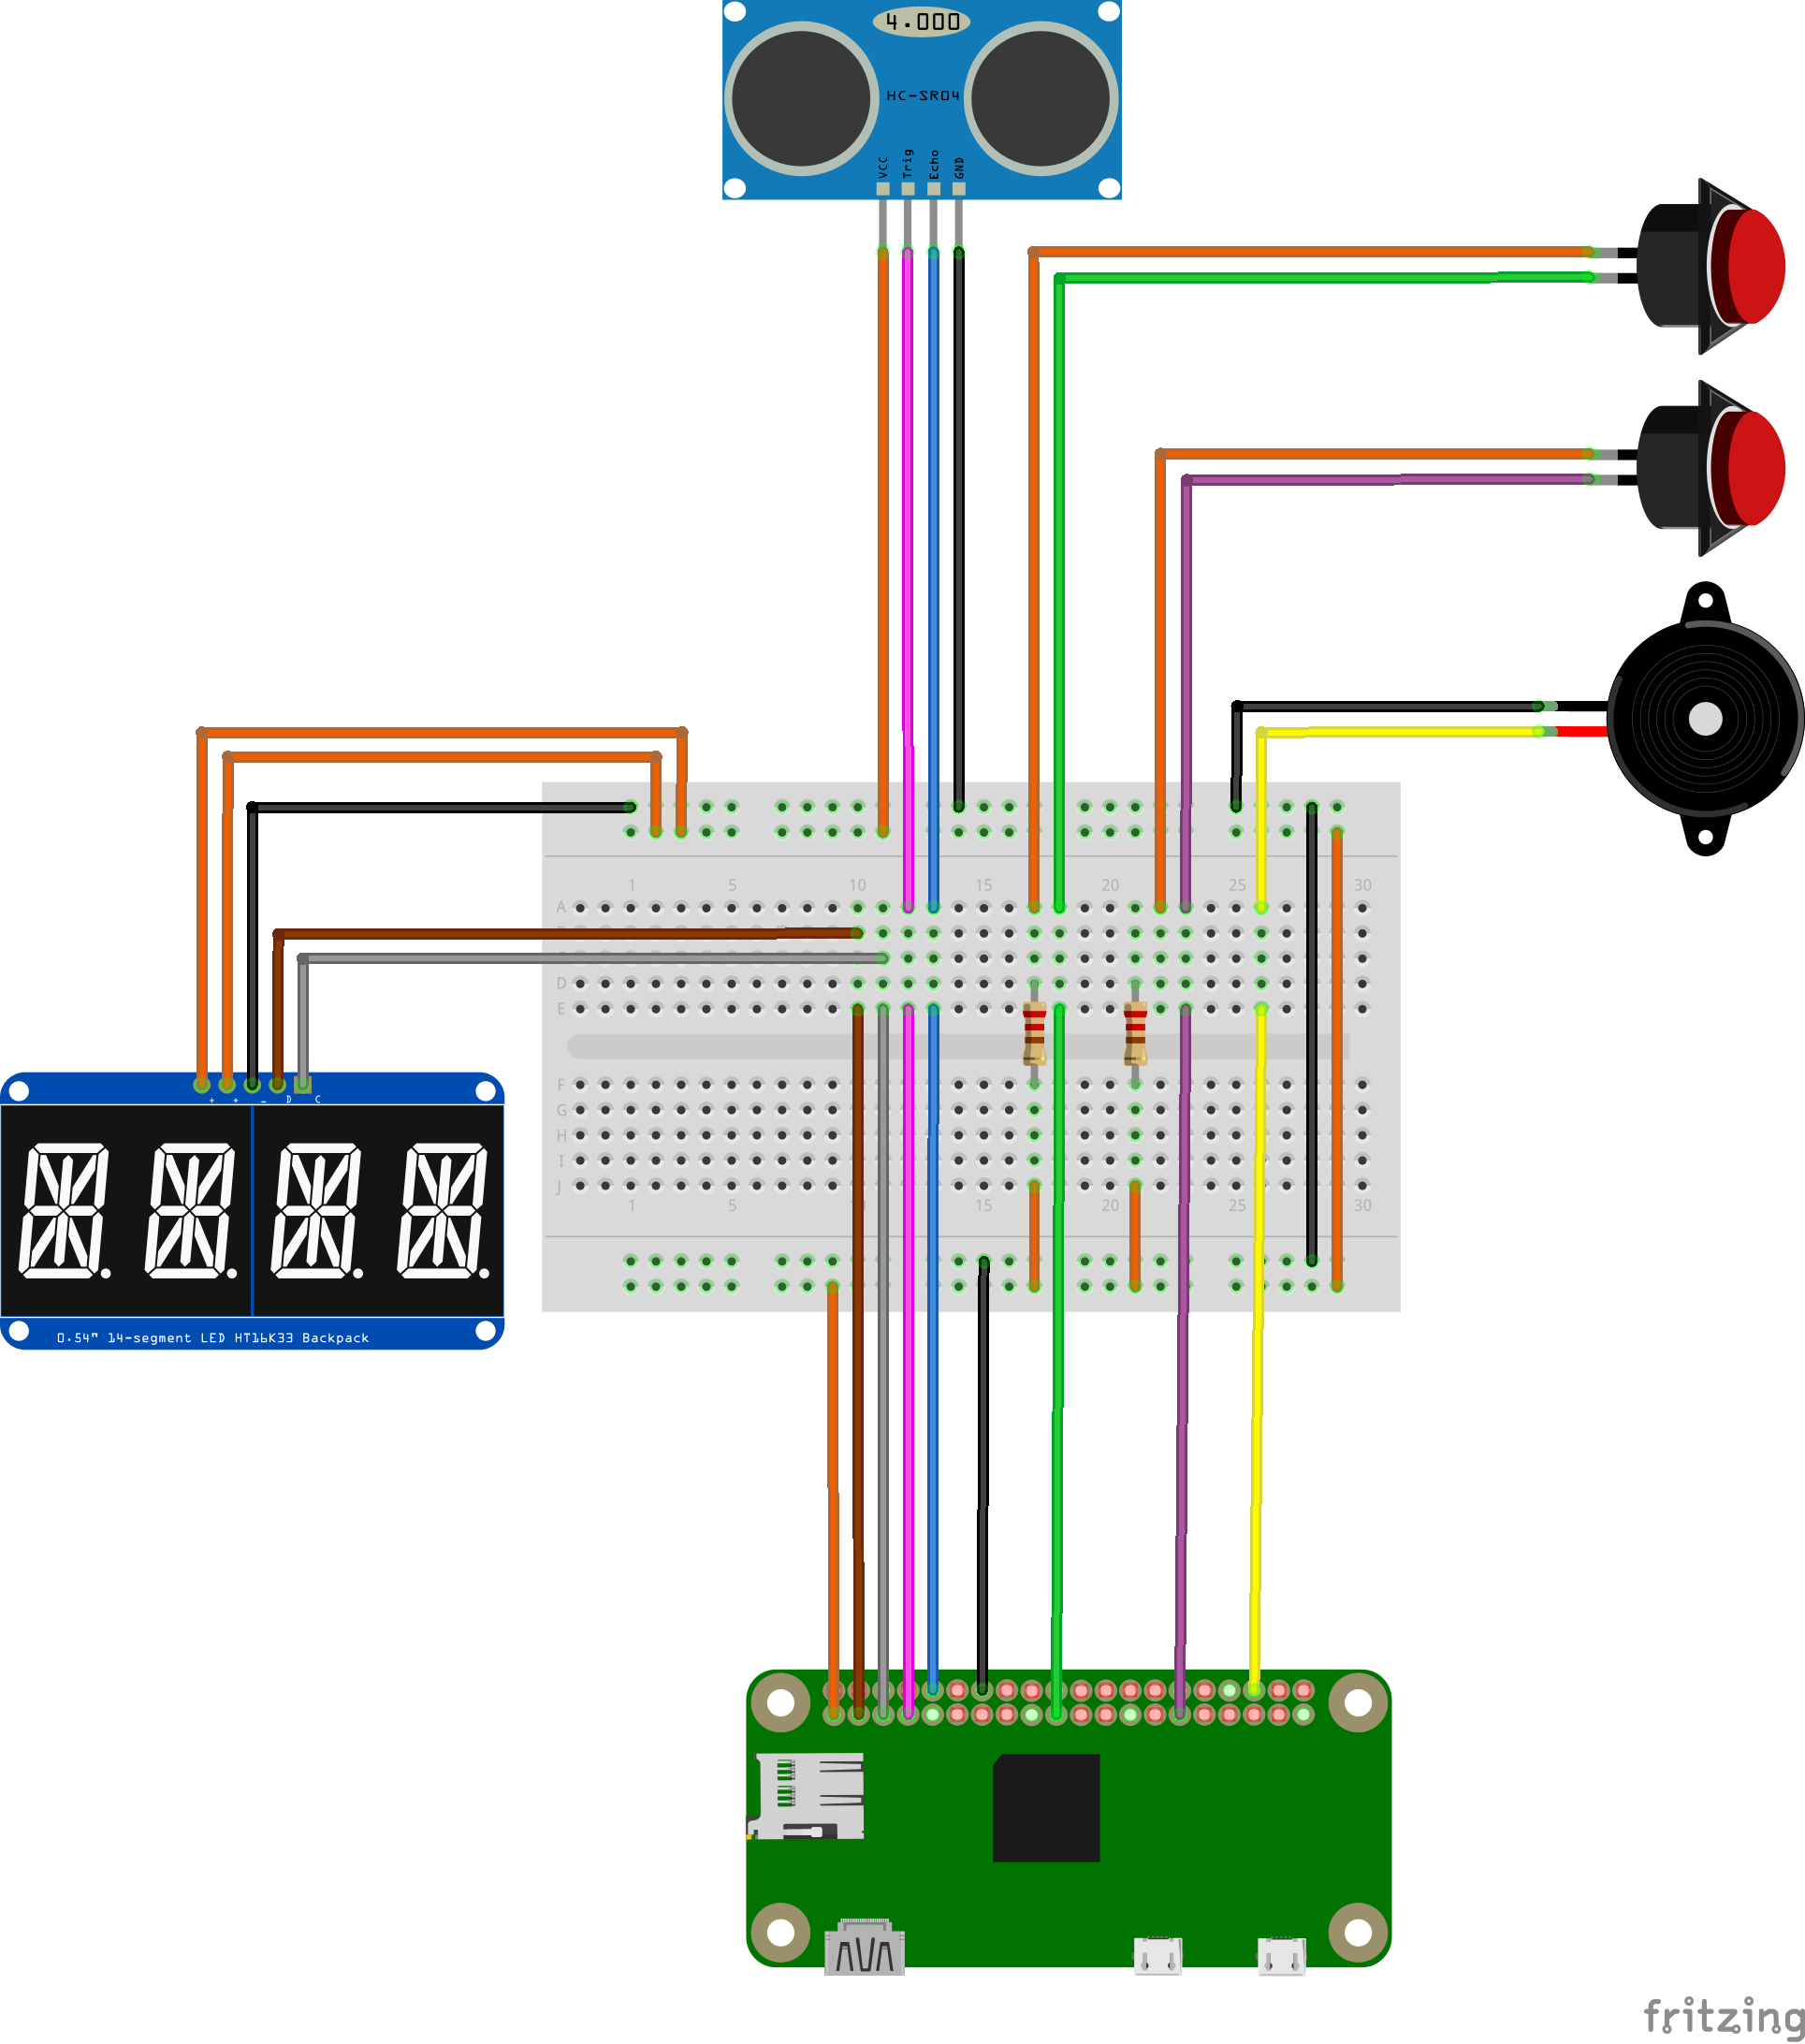 4.000
HC-SR04
VCC
Trig
Echo
GND
1 5 10 15 20 25 30
A
D
E
F
G
H
I
J
1 5 15 20 25 30
+ + - D C
0.54" 14-segment LED HT16K33 Backpack
fritzing